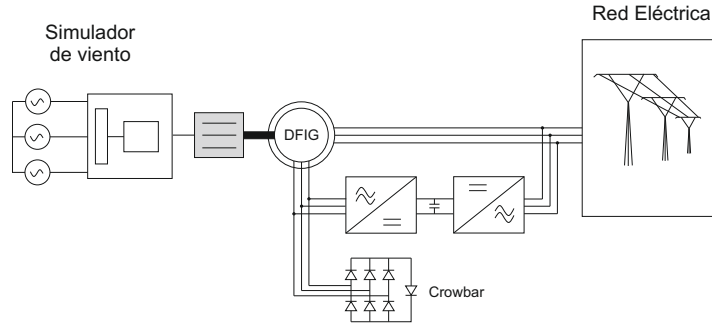 Simulador
de viento
Red Eléctrica
DFIG
Crowbar